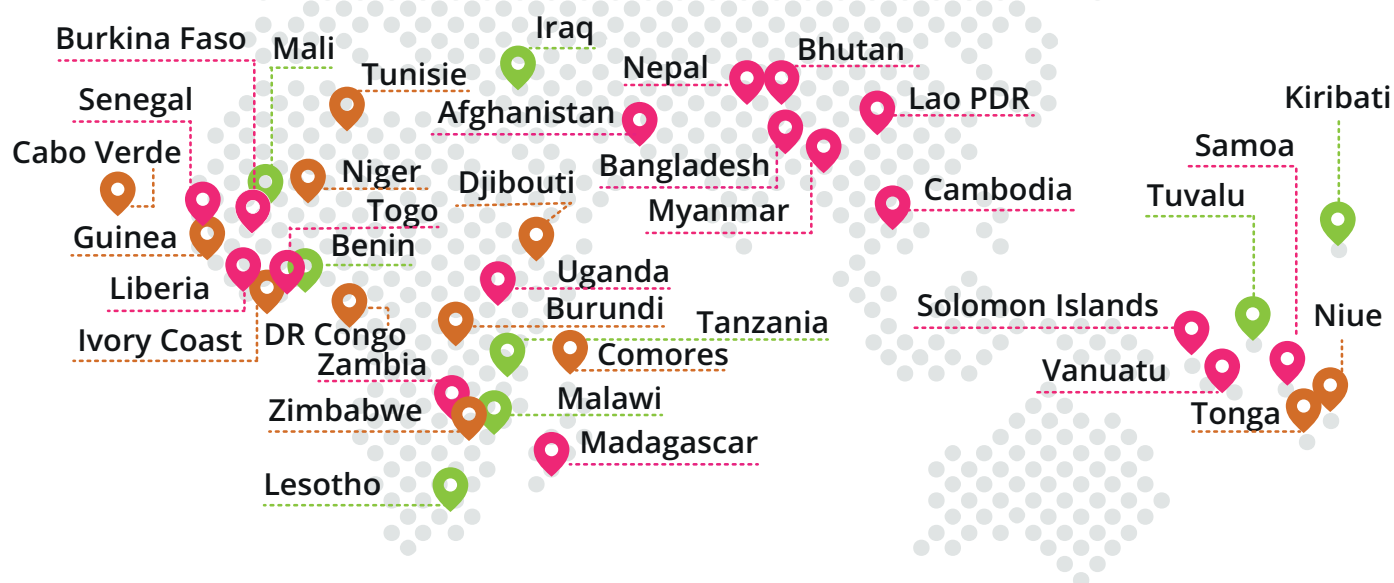 Iraq
Burkina Faso
Mali
Bhutan
Tunisie
Nepal
Senegal
Afghanistan
Lao PDR
Kiribati
Cabo Verde
Niger
Djibouti
Bangladesh
Samoa
Togo
Myanmar
Cambodia
Tuvalu
Guinea
Benin
Liberia
Uganda
Burundi
Solomon Islands
Ivory Coast
DR Congo
Tanzania
Niue
Zambia
Comores
Vanuatu
Zimbabwe
Malawi
Tonga
Madagascar
Lesotho